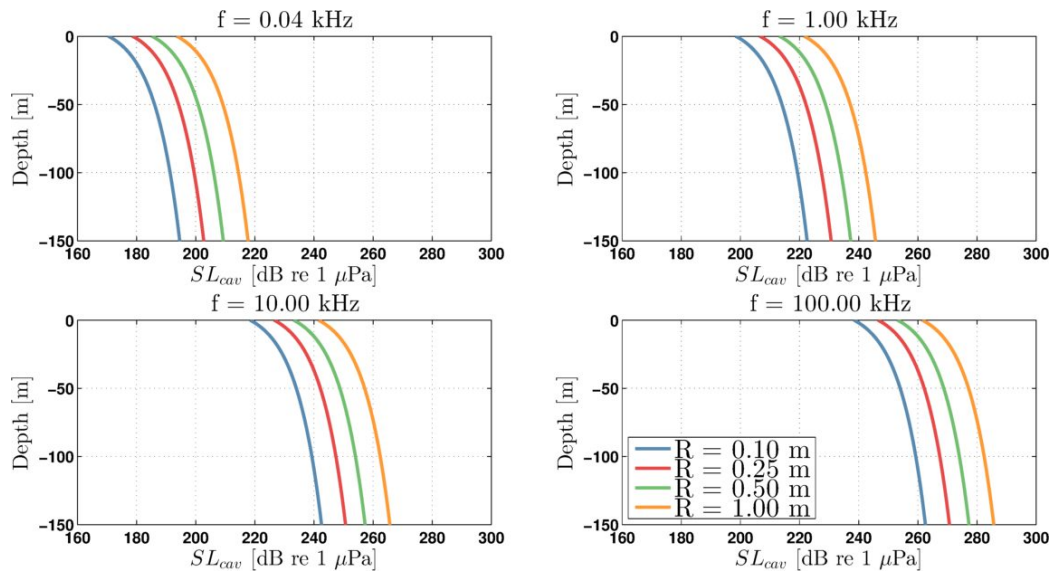 f = 0.04 kHz
0
−50
−100
−150
Depth [m]
160 180 200 220 240 260 280 300
SL_cav [dB re 1 μPa]
f = 1.00 kHz
0
−50
−100
−150
Depth [m]
160 180 200 220 240 260 280 300
SL_cav [dB re 1 μPa]
f = 10.00 kHz
0
−50
−100
−150
Depth [m]
160 180 200 220 240 260 280 300
SL_cav [dB re 1 μPa]
f = 100.00 kHz
0
−50
−100
−150
Depth [m]
R = 0.10 m
R = 0.25 m
R = 0.50 m
R = 1.00 m
160 180 200 220 240 260 280 300
SL_cav [dB re 1 μPa]